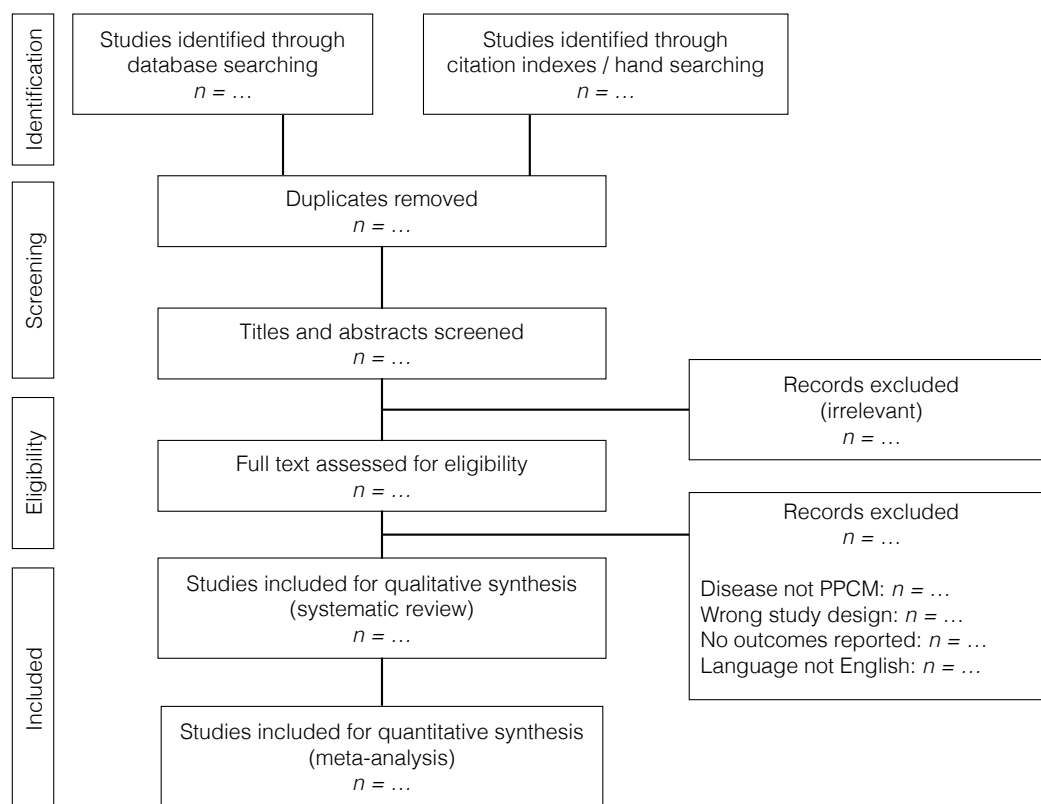 Identification
Studies identified through
database searching
n = …
Studies identified through
citation indexes / hand searching
n = …
Screening
Duplicates removed
n = …
Titles and abstracts screened
n = …
Records excluded
(irrelevant)
n = …
Eligibility
Full text assessed for eligibility
n = …
Records excluded
n = …
Disease not PPCM: n = …
Wrong study design: n = …
No outcomes reported: n = …
Language not English: n = …
Included
Studies included for qualitative synthesis
(systematic review)
n = …
Studies included for quantitative synthesis
(meta-analysis)
n = …